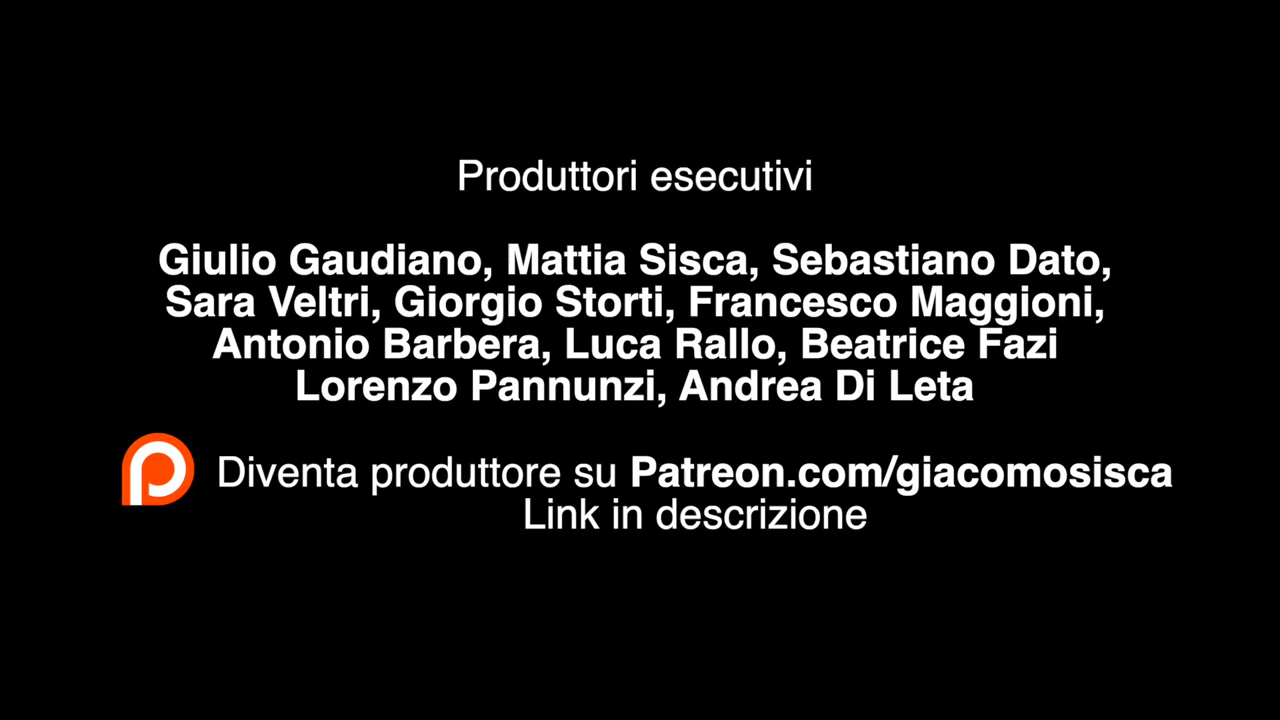 Produttori esecutivi
Giulio Gaudiano, Mattia Sisca, Sebastiano Dato,
Sara Veltri, Giorgio Storti, Francesco Maggioni,
Antonio Barbera, Luca Rallo, Beatrice Fazi
Lorenzo Pannunzi, Andrea Di Leta
Diventa produttore su Patreon.com/giacomosisca
Link in descrizione